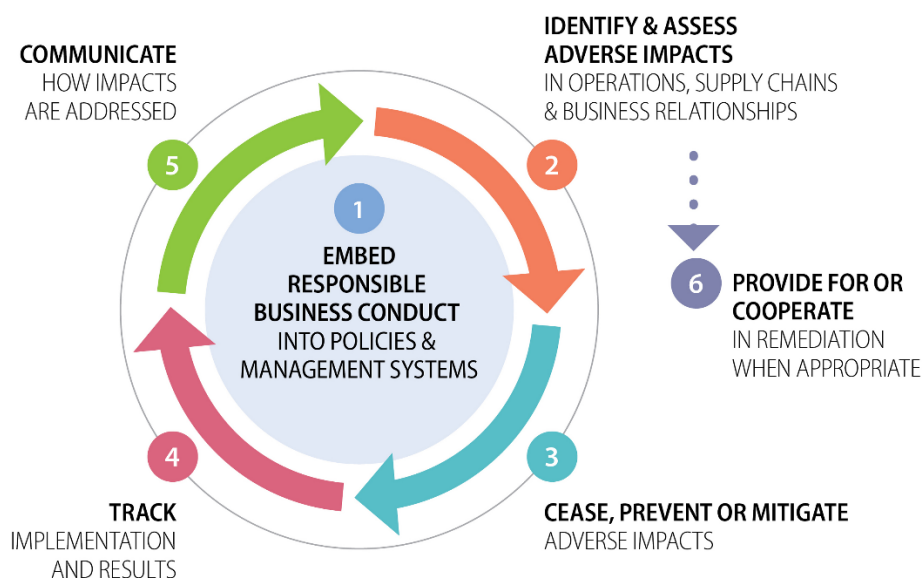 COMMUNICATE
HOW IMPACTS
ARE ADDRESSED
5
IDENTIFY & ASSESS
ADVERSE IMPACTS
IN OPERATIONS, SUPPLY CHAINS
& BUSINESS RELATIONSHIPS
2
1
EMBED
RESPONSIBLE
BUSINESS CONDUCT
INTO POLICIES &
MANAGEMENT SYSTEMS
6
PROVIDE FOR OR
COOPERATE
IN REMEDIATION
WHEN APPROPRIATE
4
TRACK
IMPLEMENTATION
AND RESULTS
3
CEASE, PREVENT OR MITIGATE
ADVERSE IMPACTS